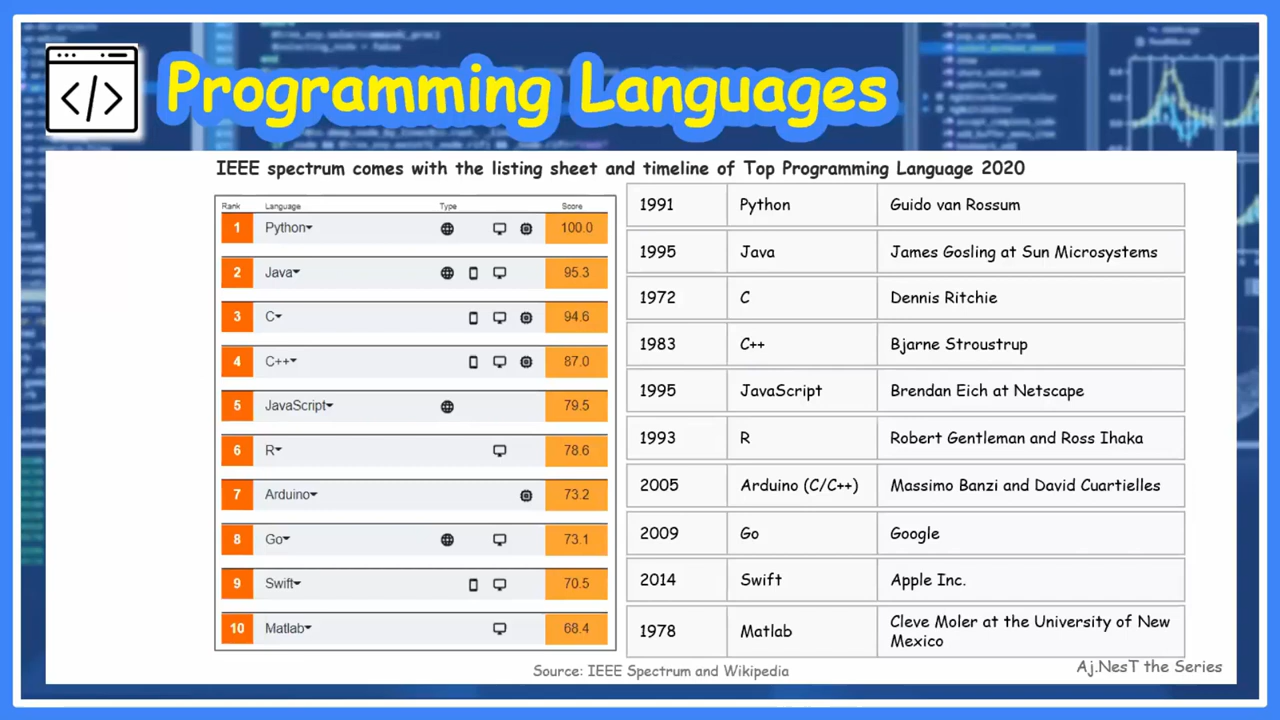 </>
Programming Languages
IEEE spectrum comes with the listing sheet and timeline of Top Programming Language 2020
Rank Language Type Score
1 Python 100.0
2 Java 95.3
3 C 94.6
4 C++ 87.0
5 JavaScript 79.5
6 R 78.6
7 Arduino 73.2
8 Go 73.1
9 Swift 70.5
10 Matlab 68.4
1991 Python Guido van Rossum
1995 Java James Gosling at Sun Microsystems
1972 C Dennis Ritchie
1983 C++ Bjarne Stroustrup
1995 JavaScript Brendan Eich at Netscape
1993 R Robert Gentleman and Ross Ihaka
2005 Arduino (C/C++) Massimo Banzi and David Cuartielles
2009 Go Google
2014 Swift Apple Inc.
1978 Matlab Cleve Moler at the University of New
Mexico
Source: IEEE Spectrum and Wikipedia
Aj.NesT the Series